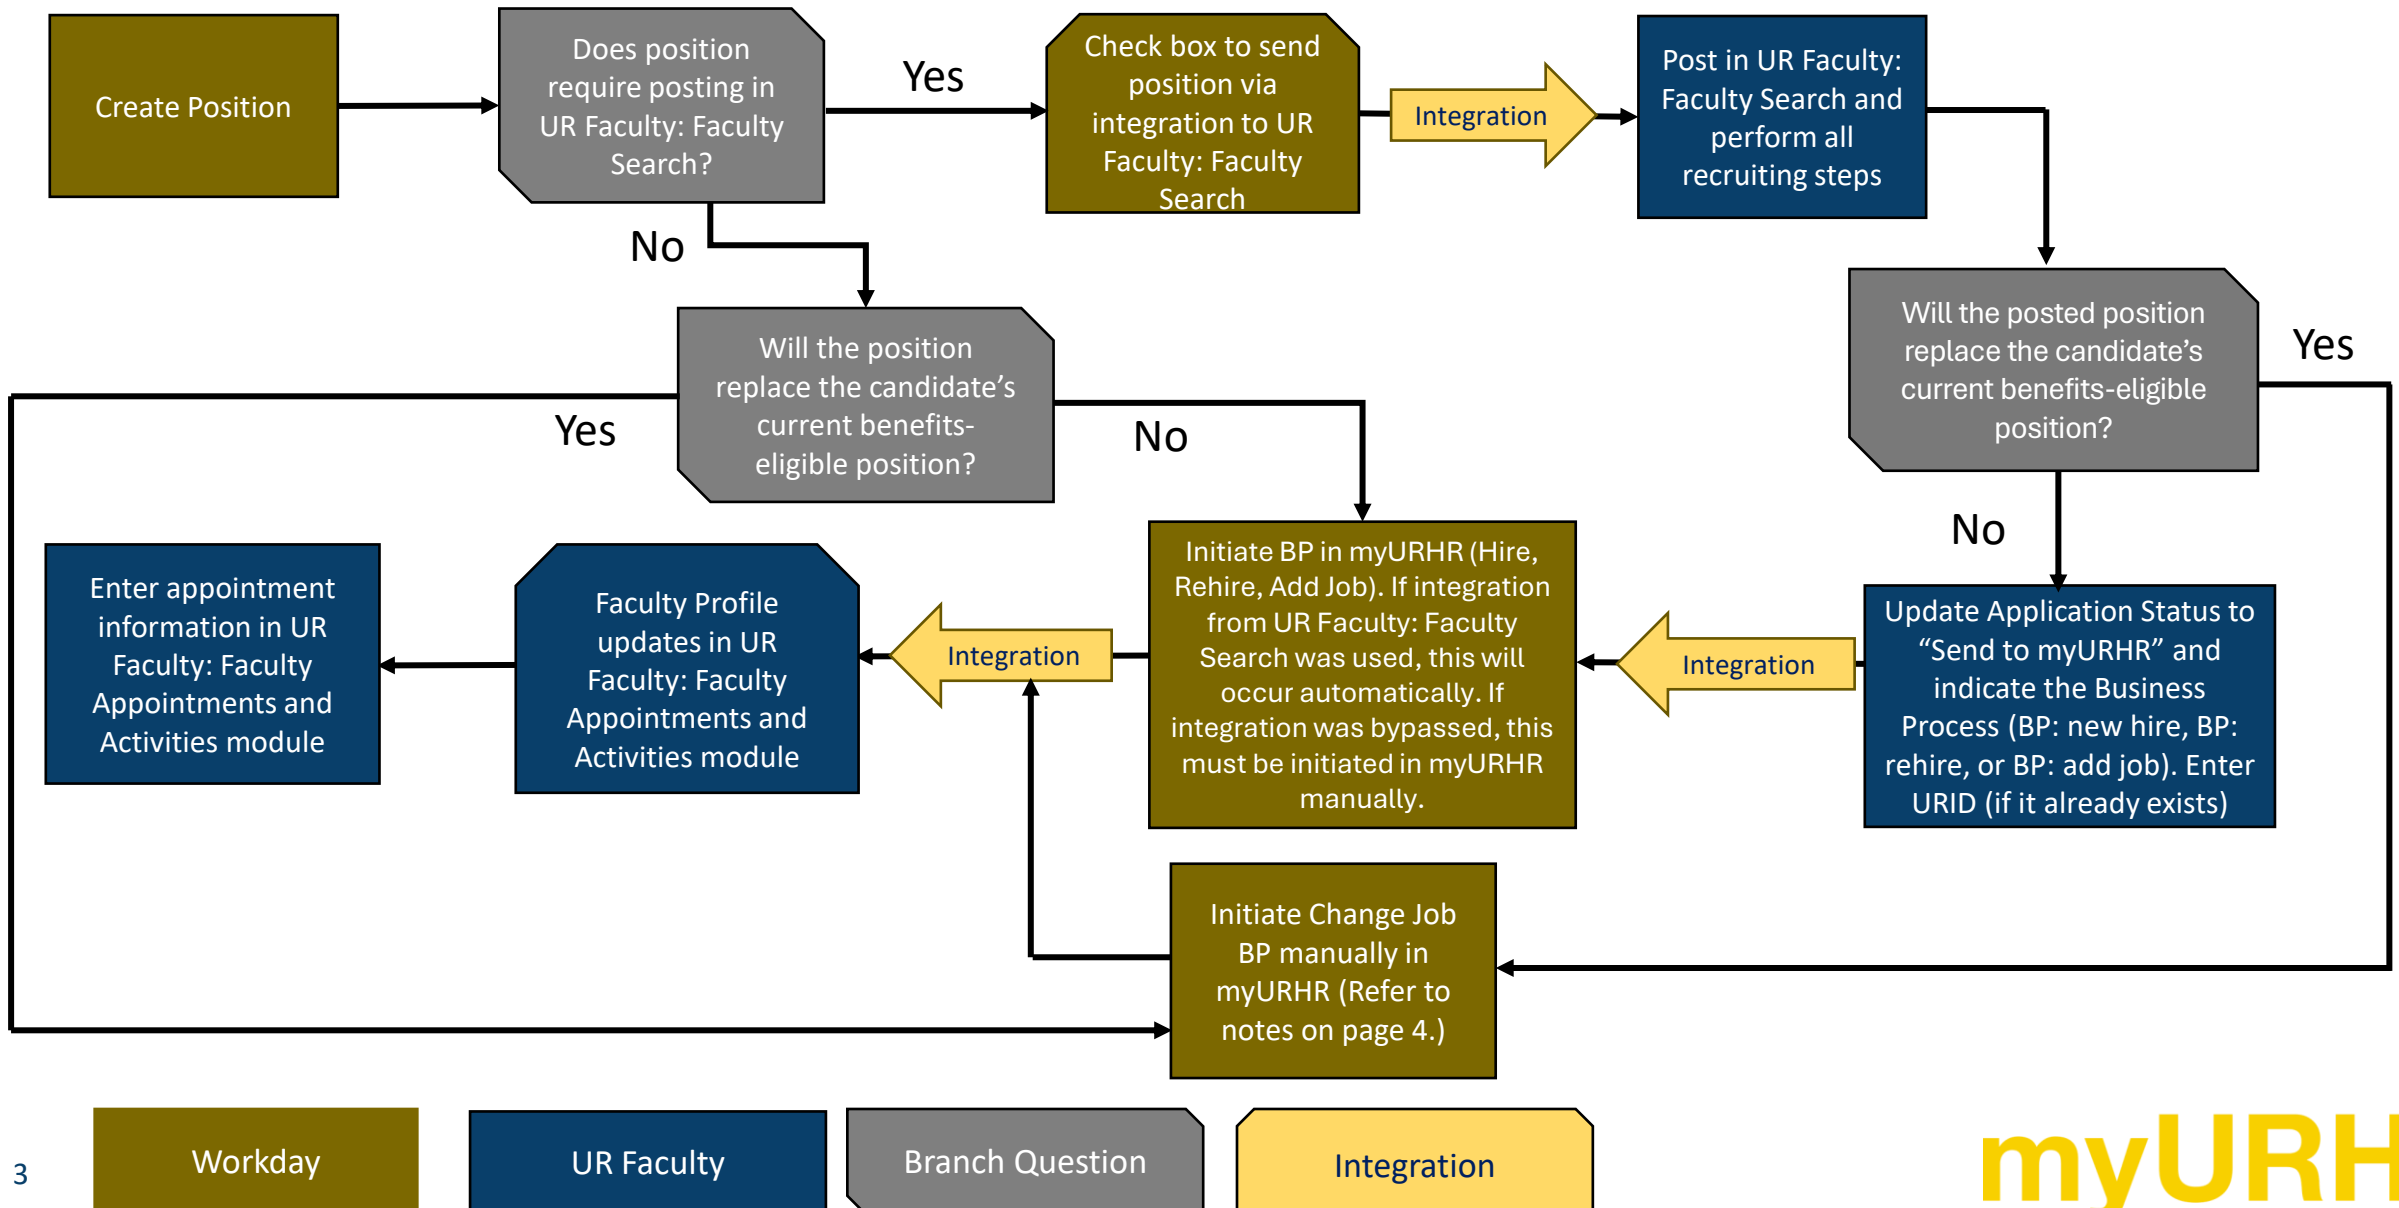 Create Position
Does position
require posting in
UR Faculty: Faculty
Search?
Yes
Check box to send
position via
integration to UR
Faculty: Faculty
Search
Integration
Post in UR Faculty:
Faculty Search and
perform all
recruiting steps
No
Will the position
replace the candidate's
current benefits-
eligible position?
Yes
No
Will the posted position
replace the candidate's
current benefits-eligible
position?
Yes
No
Enter appointment
information in UR
Faculty: Faculty
Appointments and
Activities module
Faculty Profile
updates in UR
Faculty: Faculty
Appointments and
Activities module
Integration
Initiate BP in myURHR (Hire,
Rehire, Add Job). If integration
from UR Faculty: Faculty
Search was used, this will
occur automatically. If
integration was bypassed, this
must be initiated in myURHR
manually.
Integration
Update Application Status to
“Send to myURHR” and
indicate the Business
Process (BP: new hire, BP:
rehire, or BP: add job). Enter
URID (if it already exists)
Initiate Change Job
BP manually in
myURHR (Refer to
notes on page 4.)
3
Workday
UR Faculty
Branch Question
Integration
myURH